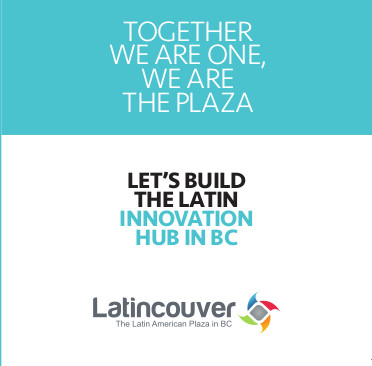 TOGETHER
WE ARE ONE,
WE ARE
THE PLAZA
LET'S BUILD
THE LATIN
INNOVATION
HUB IN BC
Latincouver
The Latin American Plaza in BC